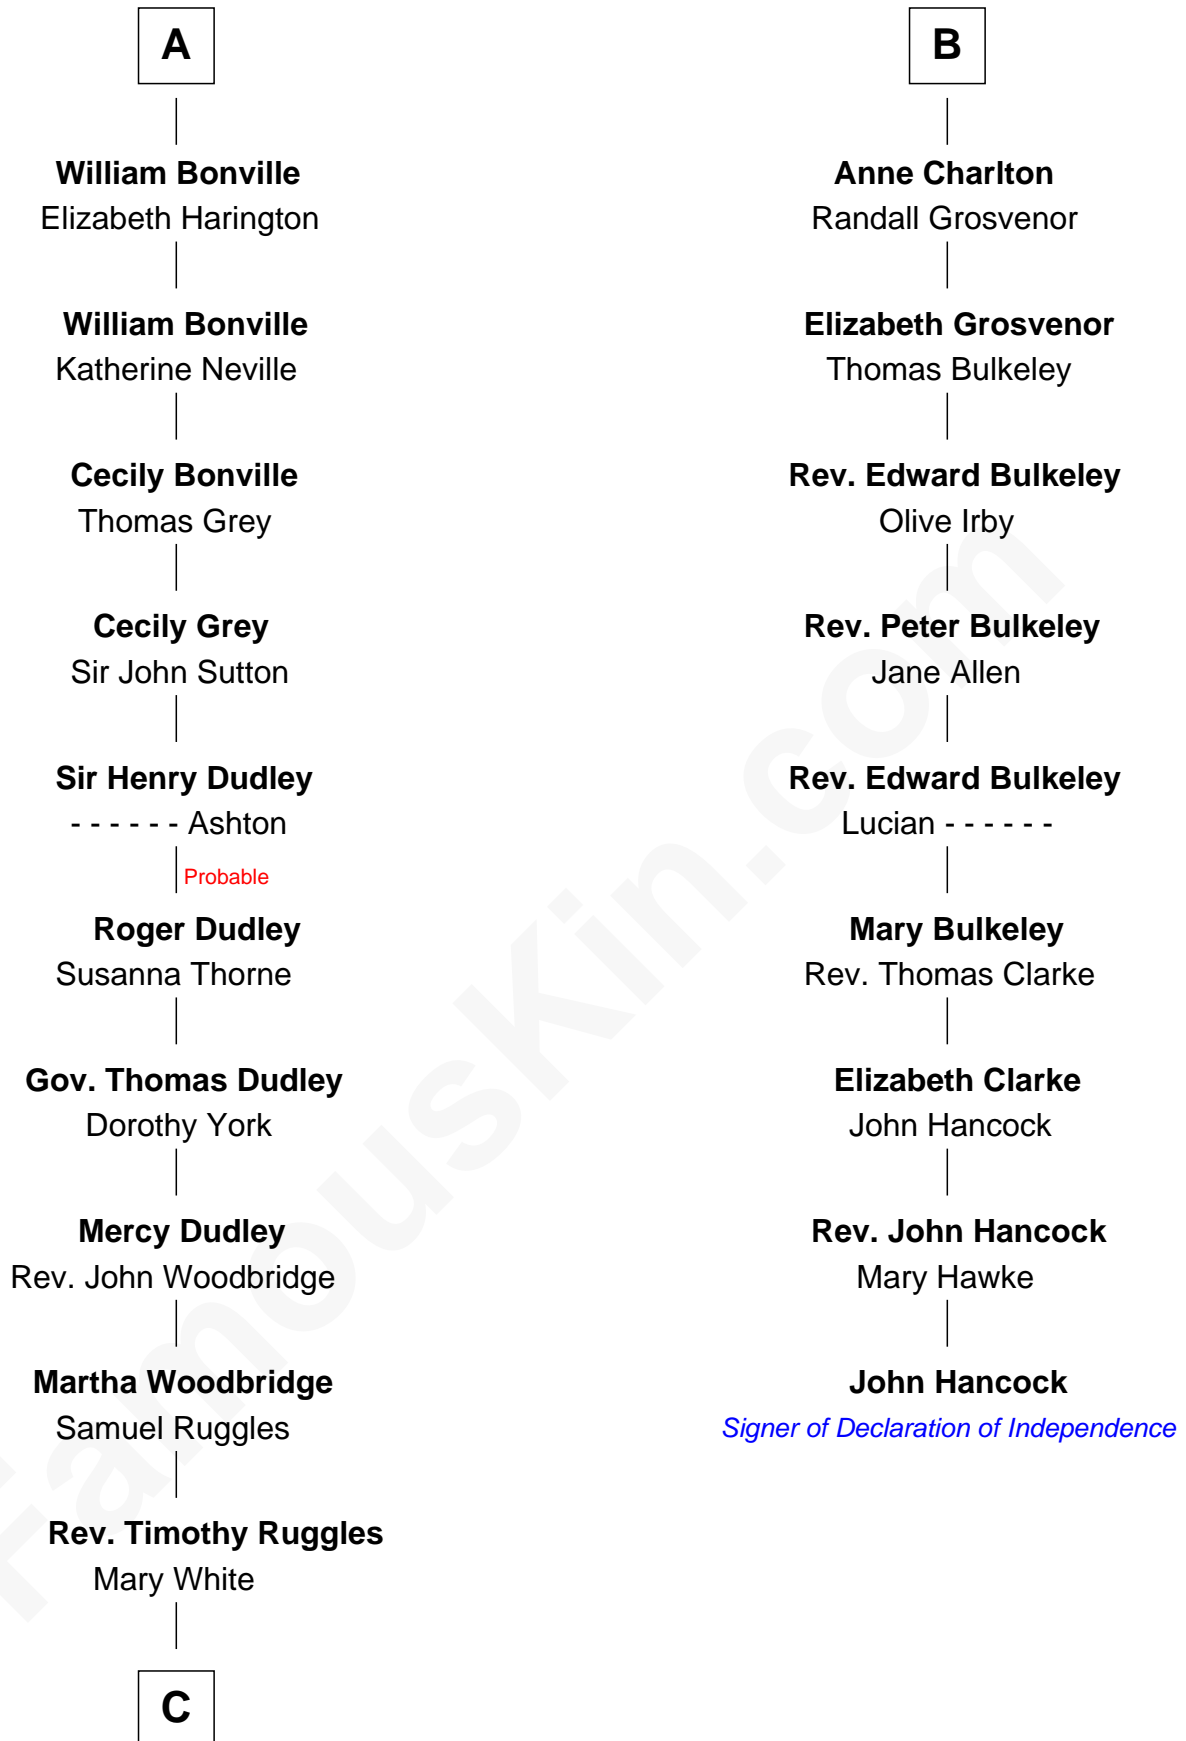 A
William Bonville
Elizabeth Harington
William Bonville
Katherine Neville
Cecily Bonville
Thomas Grey
Cecily Grey
Sir John Sutton
Sir Henry Dudley
- - - - - - Ashton
Probable
Roger Dudley
Susanna Thorne
Gov. Thomas Dudley
Dorothy York
Mercy Dudley
Rev. John Woodbridge
Martha Woodbridge
Samuel Ruggles
Rev. Timothy Ruggles
Mary White
C
B
Anne Charlton
Randall Grosvenor
Elizabeth Grosvenor
Thomas Bulkeley
Rev. Edward Bulkeley
Olive Irby
Rev. Peter Bulkeley
Jane Allen
Rev. Edward Bulkeley
Lucian - - - - - -
Mary Bulkeley
Rev. Thomas Clarke
Elizabeth Clarke
John Hancock
Rev. John Hancock
Mary Hawke
John Hancock
Signer of Declaration of Independence
FamousKin.com